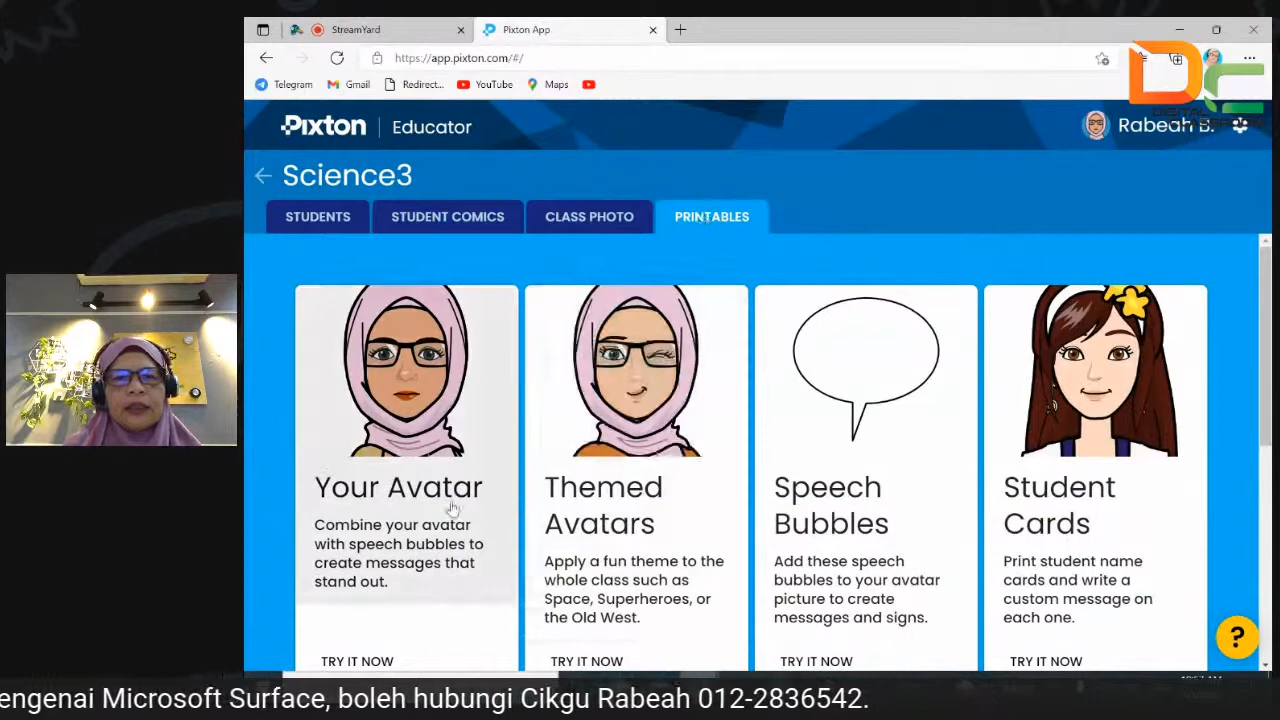 StreamYard
Pixton App
https://app.pixton.com/#/
Telegram
Gmail
Redirect...
YouTube
Maps
Pixton
Educator
Rabeah B.
Science3
STUDENTS
STUDENT COMICS
CLASS PHOTO
PRINTABLES
Your Avatar
Combine your avatar
with speech bubbles to
create messages that
stand out.
TRY IT NOW
Themed
Avatars
Apply a fun theme to the
whole class such as
Space, Superheroes, or
the Old West.
TRY IT NOW
Speech
Bubbles
Add these speech
bubbles to your avatar
picture to create
messages and signs.
TRY IT NOW
Student
Cards
Print student name
cards and write a
custom message on
each one.
TRY IT NOW
?
engenai Microsoft Surface, boleh hubungi Cikgu Rabeah 012-2836542.